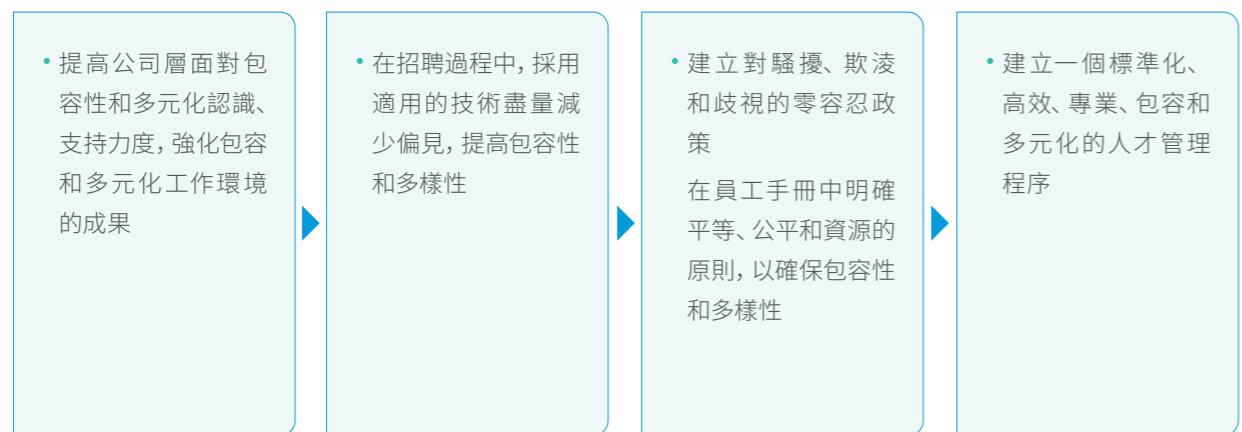 • 提高公司層面對包
容性和多元化認識、
支持力度，強化包容
和多元化工作環境
的成果
• 在招聘過程中，採用
適用的技術盡量減
少偏見，提高包容性
和多樣性
• 建立對騷擾、欺淩
和歧視的零容忍政
策
在員工手冊中明確
平等、公平和資源的
原則，以確保包容性
和多樣性
• 建立一個標準化、
高效、專業、包容和
多元化的人才管理
程序